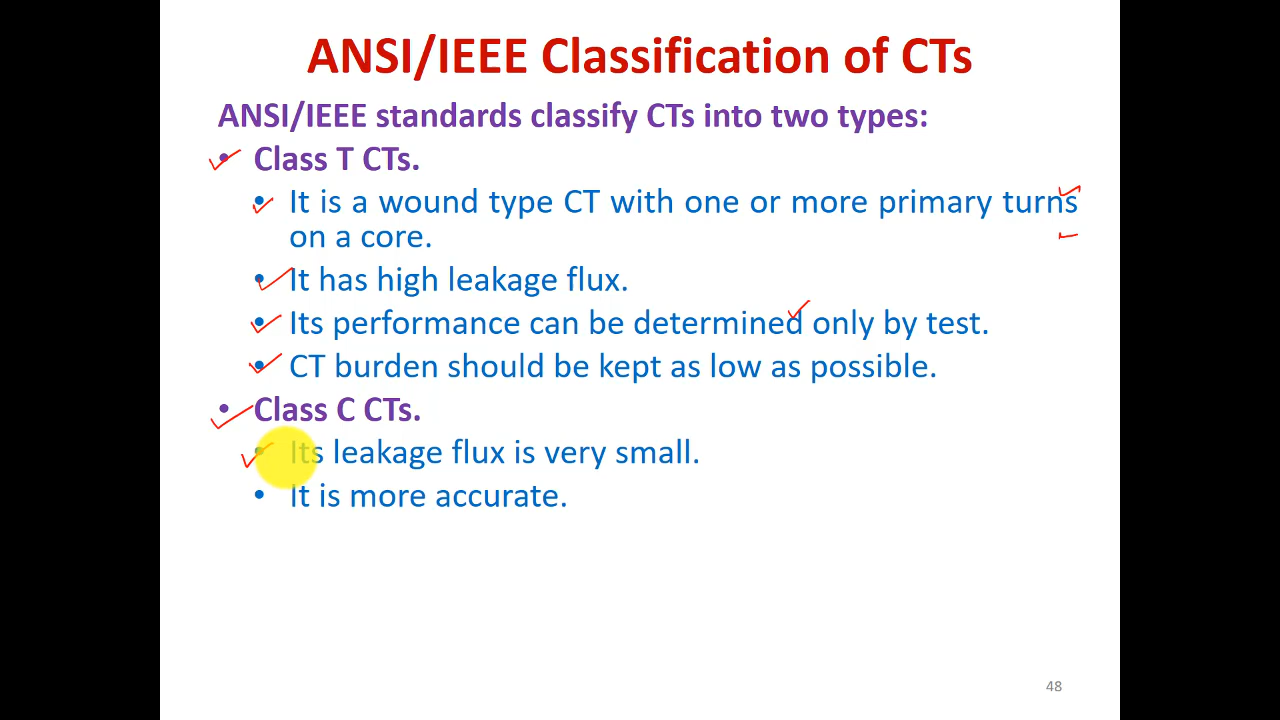 ANSI/IEEE Classification of CTs
ANSI/IEEE standards classify CTs into two types:
• Class T CTs.
• It is a wound type CT with one or more primary turns
on a core.
• It has high leakage flux.
• Its performance can be determined only by test.
• CT burden should be kept as low as possible.
• Class C CTs.
• Its leakage flux is very small.
• It is more accurate.
48